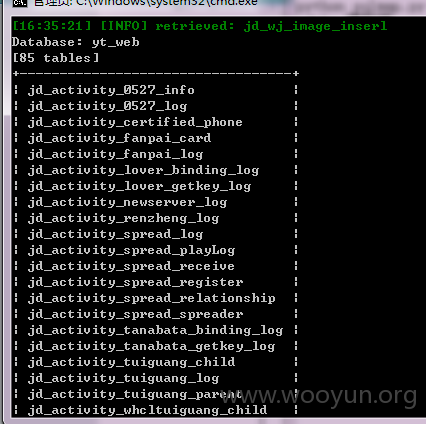 管理员: C:\Windows\system32\cmd.exe
[16:35:21] [INFO] retrieved: jd_wj_image_inserl
Database: yt_web
[85 tables]
+---------------------------------+
| jd_activity_0527_info |
| jd_activity_0527_log |
| jd_activity_certified_phone |
| jd_activity_fanpai_card |
| jd_activity_fanpai_log |
| jd_activity_lover_binding_log |
| jd_activity_lover_getkey_log |
| jd_activity_newserver_log |
| jd_activity_renzheng_log |
| jd_activity_spread_log |
| jd_activity_spread_playLog |
| jd_activity_spread_receive |
| jd_activity_spread_register |
| jd_activity_spread_relationship |
| jd_activity_spread_spreader |
| jd_activity_tanabata_binding_log |
| jd_activity_tanabata_getkey_log |
| jd_activity_tuiguang_child |
| jd_activity_tuiguang_log |
| jd_activity_tuiguang_parent |
| jd_activity_whcltuiguang_child |
www.wooyun.org